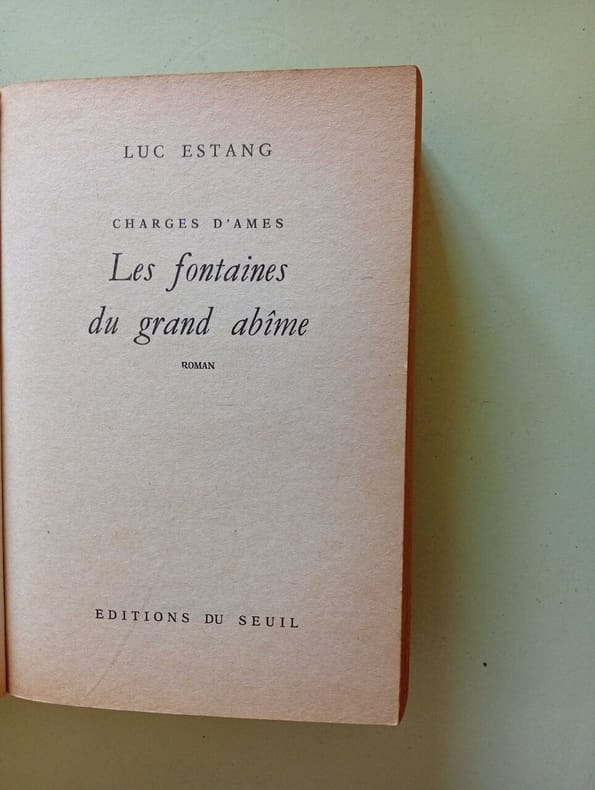 LUC ESTANG
CHARGES D'AMES
Les fontaines
du grand abîme
ROMAN
EDITIONS DU SEUIL